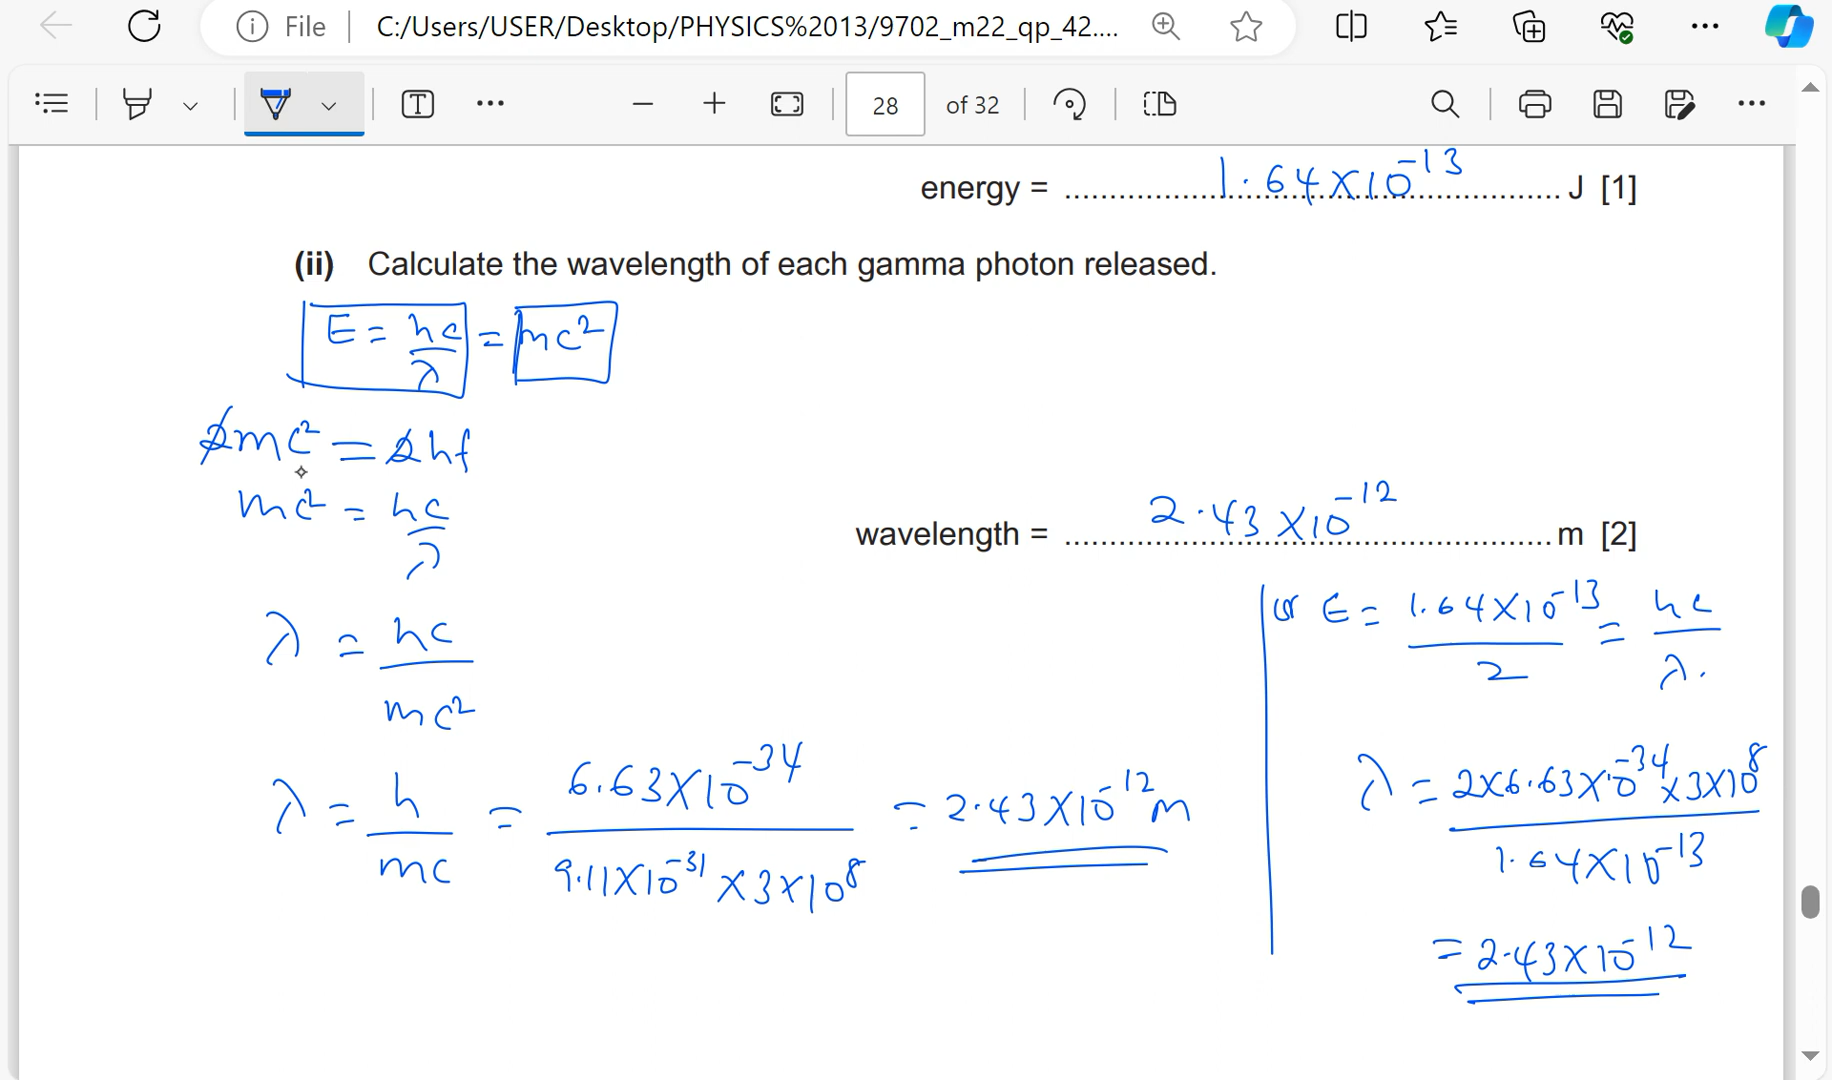 File C:/Users/USER/Desktop/PHYSICS%2013/9702_m22_qp_42....
28 of 32
energy = .......... 1.64×10⁻¹³ .......... J [1]
(ii) Calculate the wavelength of each gamma photon released.
E = hc/λ = mc²
2mc² = 2hf
mc² = hc/λ
wavelength = .......... 2.43×10⁻¹² .......... m [2]
λ = hc/mc²
λ = h/mc = 6.63×10⁻³⁴/9.11×10⁻³¹ × 3×10⁸ = 2.43×10⁻¹² m
or E = 1.64×10⁻¹³/2 = hc/λ.
λ = 2×6.63×10⁻³⁴×3×10⁸/1.64×10⁻¹³
= 2.43×10⁻¹²